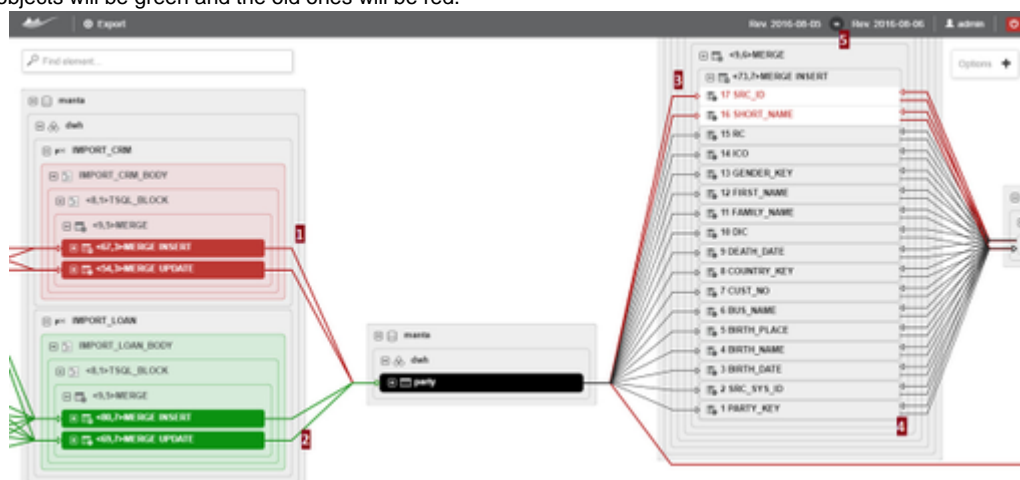 objects will be green and the old ones will be red.
Export
Rev. 2016-08-05
Rev. 2016-08-06
admin
5
Find element...
Options
manta
dwh
IMPORT_CRM
IMPORT_CRM_BODY
<8,1>TSQL_BLOCK
<9,5>MERGE
<67,3>MERGE INSERT
<54,3>MERGE UPDATE
1
IMPORT_LOAN
IMPORT_LOAN_BODY
<8,1>TSQL_BLOCK
<9,5>MERGE
<80,7>MERGE INSERT
<69,7>MERGE UPDATE
2
manta
dwh
party
<9,6>MERGE
3
<73,7>MERGE INSERT
17 SRC_ID
16 SHORT_NAME
15 RC
14 ICO
13 GENDER_KEY
12 FIRST_NAME
11 FAMILY_NAME
10 DIC
9 DEATH_DATE
8 COUNTRY_KEY
7 CUST_NO
6 BUS_NAME
5 BIRTH_PLACE
4 BIRTH_NAME
3 BIRTH_DATE
2 SRC_SYS_ID
1 PARTY_KEY
4